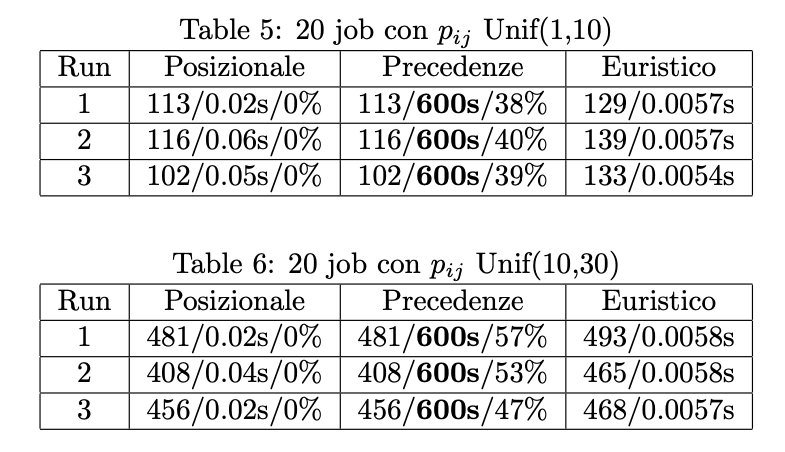 Table 5: 20 job con p_ij Unif(1,10)
Run Posizionale Precedenze Euristico
1 113/0.02s/0% 113/600s/38% 129/0.0057s
2 116/0.06s/0% 116/600s/40% 139/0.0057s
3 102/0.05s/0% 102/600s/39% 133/0.0054s
Table 6: 20 job con p_ij Unif(10,30)
Run Posizionale Precedenze Euristico
1 481/0.02s/0% 481/600s/57% 493/0.0058s
2 408/0.04s/0% 408/600s/53% 465/0.0058s
3 456/0.02s/0% 456/600s/47% 468/0.0057s